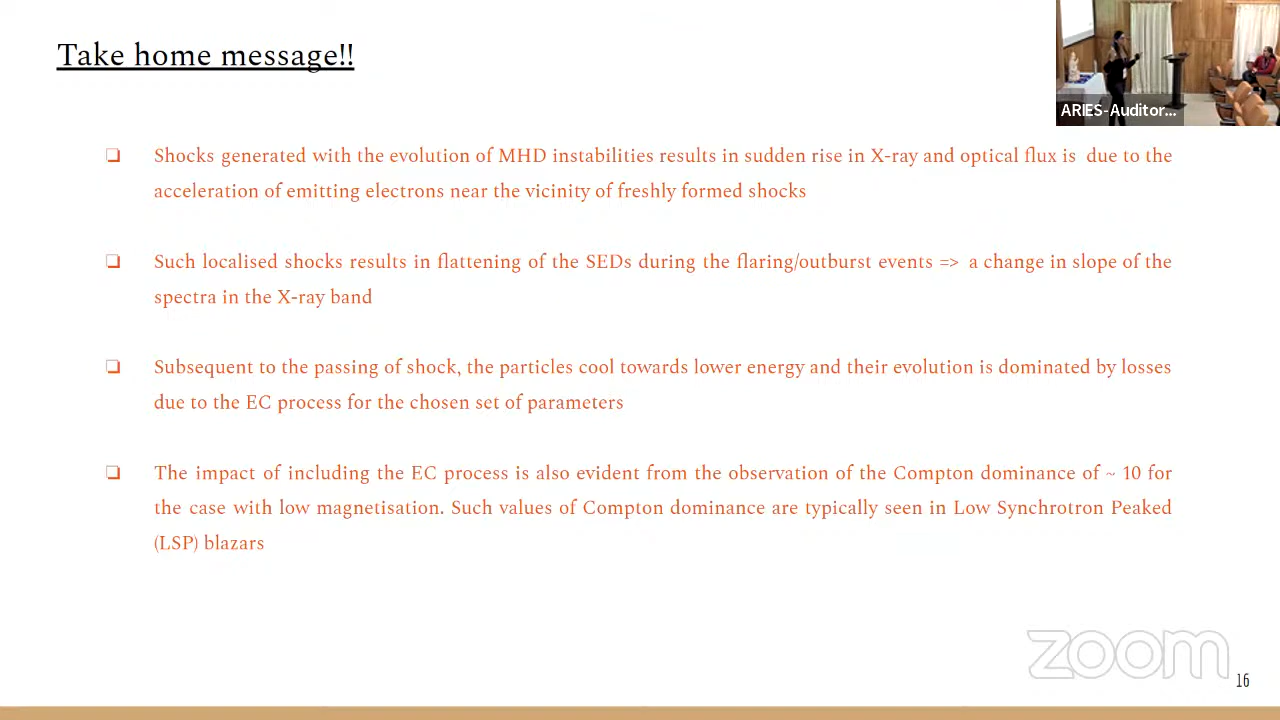 Take home message!!
ARIES-Auditor...
❏ Shocks generated with the evolution of MHD instabilities results in sudden rise in X-ray and optical flux is due to the
acceleration of emitting electrons near the vicinity of freshly formed shocks
❏ Such localised shocks results in flattening of the SEDs during the flaring/outburst events => a change in slope of the
spectra in the X-ray band
❏ Subsequent to the passing of shock, the particles cool towards lower energy and their evolution is dominated by losses
due to the EC process for the chosen set of parameters
❏ The impact of including the EC process is also evident from the observation of the Compton dominance of ~ 10 for
the case with low magnetisation. Such values of Compton dominance are typically seen in Low Synchrotron Peaked
(LSP) blazars
zoom
16